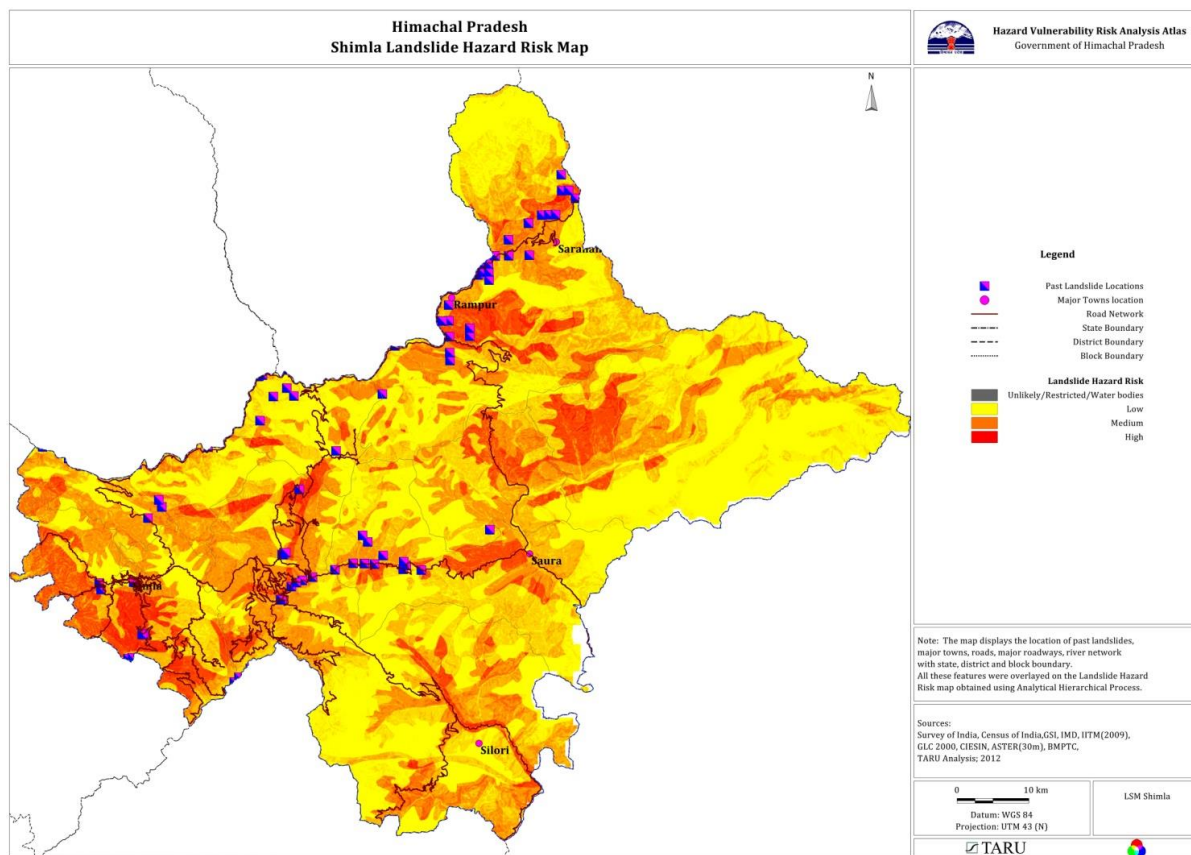 Himachal Pradesh
Shimla Landslide Hazard Risk Map
Hazard Vulnerability Risk Analysis Atlas
Government of Himachal Pradesh
N
Sarahan
Rampur
Saura
Silori
Legend
Past Landslide Locations
Major Towns location
Road Network
State Boundary
District Boundary
Block Boundary
Landslide Hazard Risk
Unlikely/Restricted/Water bodies
Low
Medium
High
Note: The map displays the location of past landslides,
major towns, roads, major roadways, river network
with state, district and block boundary.
All these features were overlayed on the Landslide Hazard
Risk map obtained using Analytical Hierarchical Process.
Sources:
Survey of India, Census of India,GSI, IMD, IITM(2009),
GLC 2000, CIESIN, ASTER(30m), BMPTC,
TARU Analysis; 2012
0 10 km
Datum: WGS 84
Projection: UTM 43 (N)
LSM Shimla
TARU